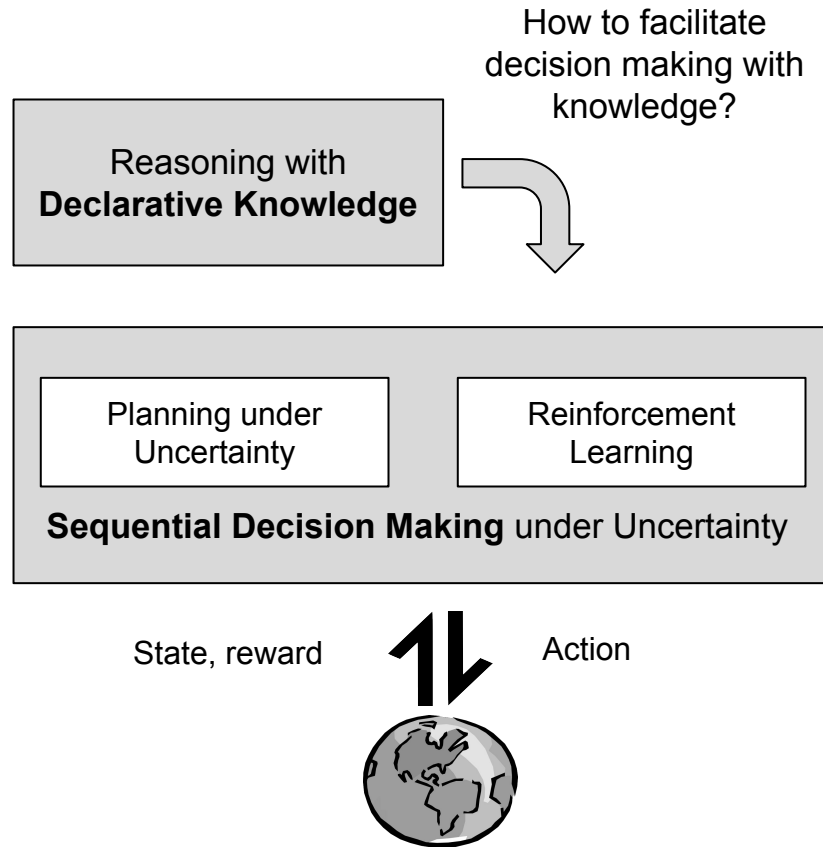 How to facilitate
decision making with
knowledge?
Reasoning with
Declarative Knowledge
Planning under
Uncertainty
Reinforcement
Learning
Sequential Decision Making under Uncertainty
State, reward
Action